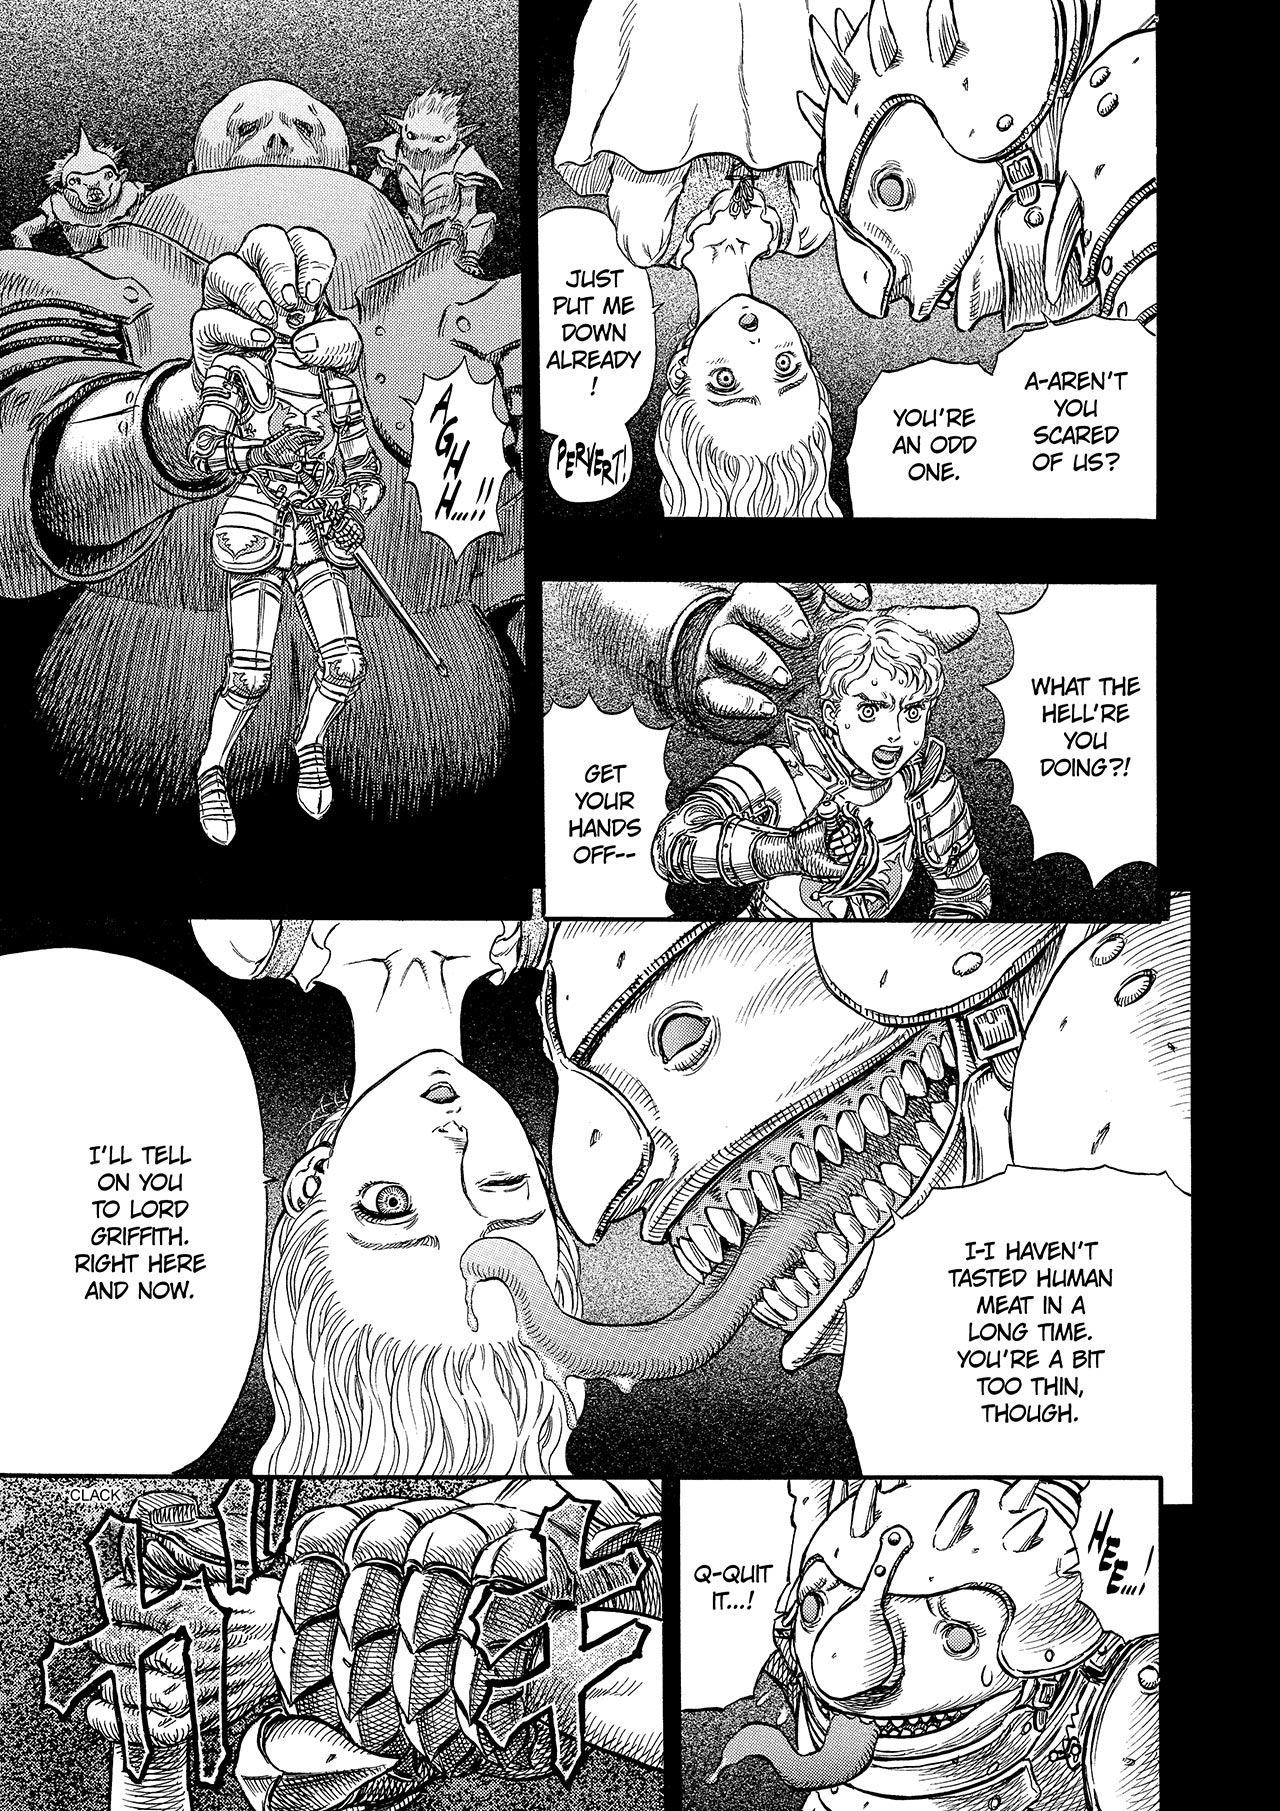 A-AREN'T
YOU
SCARED
OF US?
YOU'RE
AN ODD
ONE.
JUST
PUT ME
DOWN
ALREADY
!
PERVERT!
WHAT THE
HELL'RE
YOU
DOING?!
GET
YOUR
HANDS
OFF--
AGHH...!!
I-I HAVEN'T
TASTED HUMAN
MEAT IN A
LONG TIME.
YOU'RE A BIT
TOO THIN,
THOUGH.
I'LL TELL
ON YOU
TO LORD
GRIFFITH.
RIGHT HERE
AND NOW.
HEE...!
Q-QUIT
IT...!
CLACK